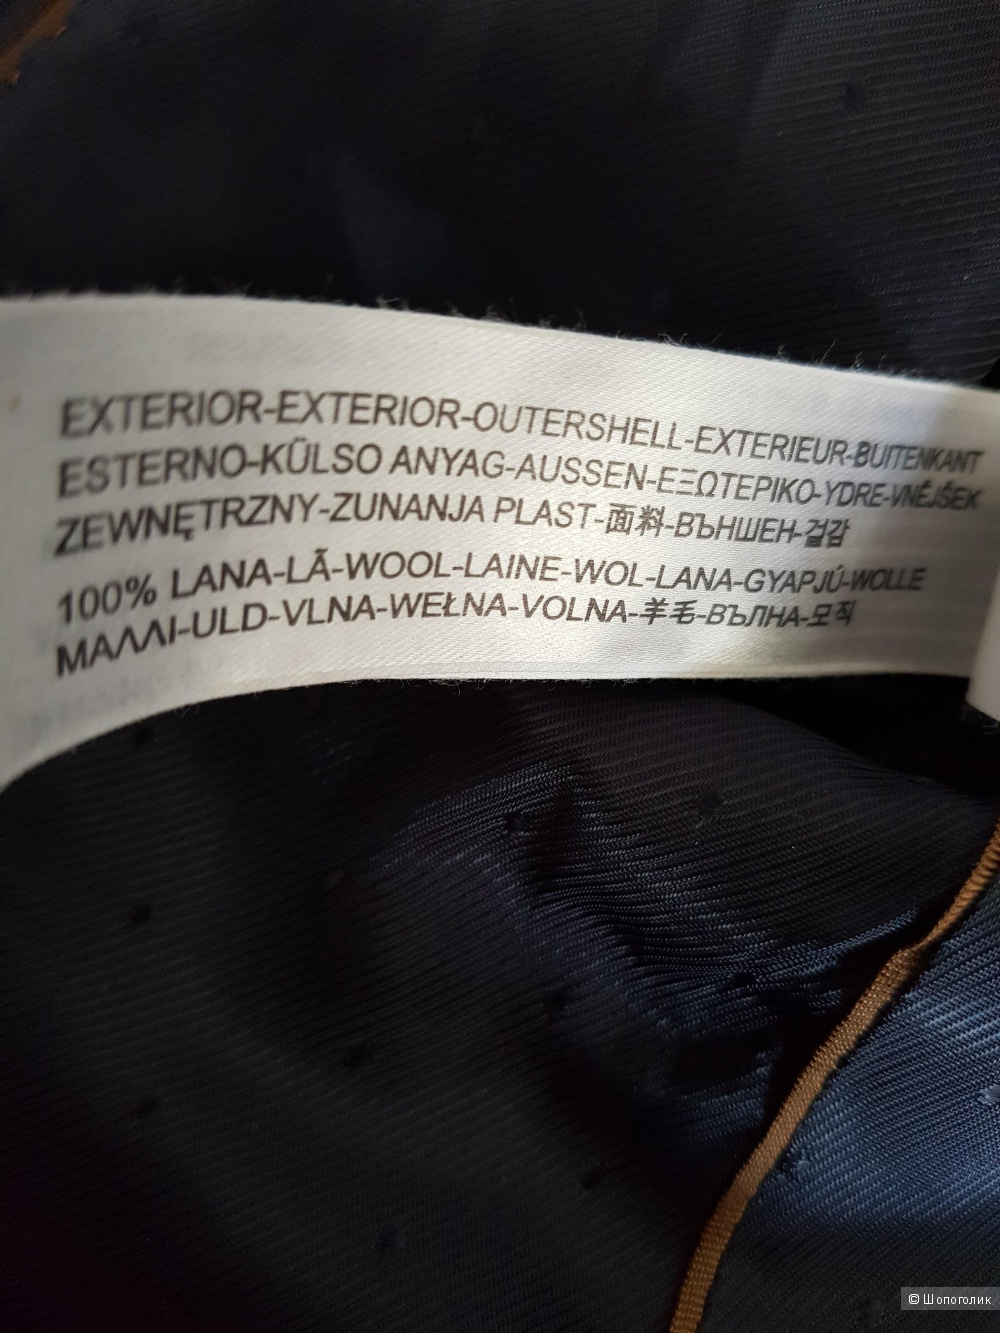 EXTERIOR-EXTERIOR-OUTERSHELL-EXTERIEUR-BUITENKANT
ESTERNO-KÛLSO ANYAG-AUSSEN-ΕΞΩΤΕΡΙΚΟ-YDRE-VNĚJŠEK
ZEWNĘTRZNY-ZUNANJA PLAST-面料-ВЪНШЕН-겉감
100% LANA-LÃ-WOOL-LAINE-WOL-LANA-GYAPJÚ-WOLLE
ΜΑΛΛΙ-ULD-VLNA-WEŁNA-VOLNA-羊毛-ВЪЛНА-모직
© Шопоголик